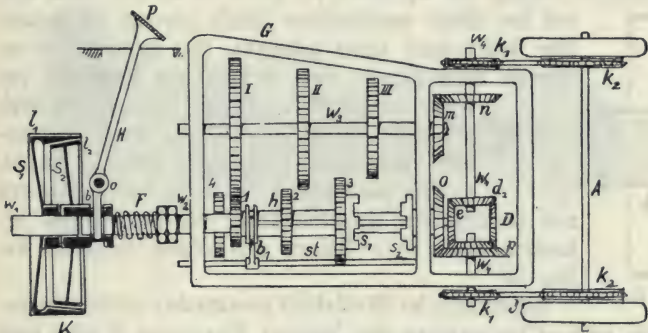 P
G
w₄
k₁
k₂
I
II
III
w₃
m
n
l₁
H
l₂
S₁
S₂
o
b
F
w₂
4
1
h
2
3
O
w₄
d₂
A
w₁
e
D
b₁
st
s₁
s₂
p
w₄
k₂
k₁
K